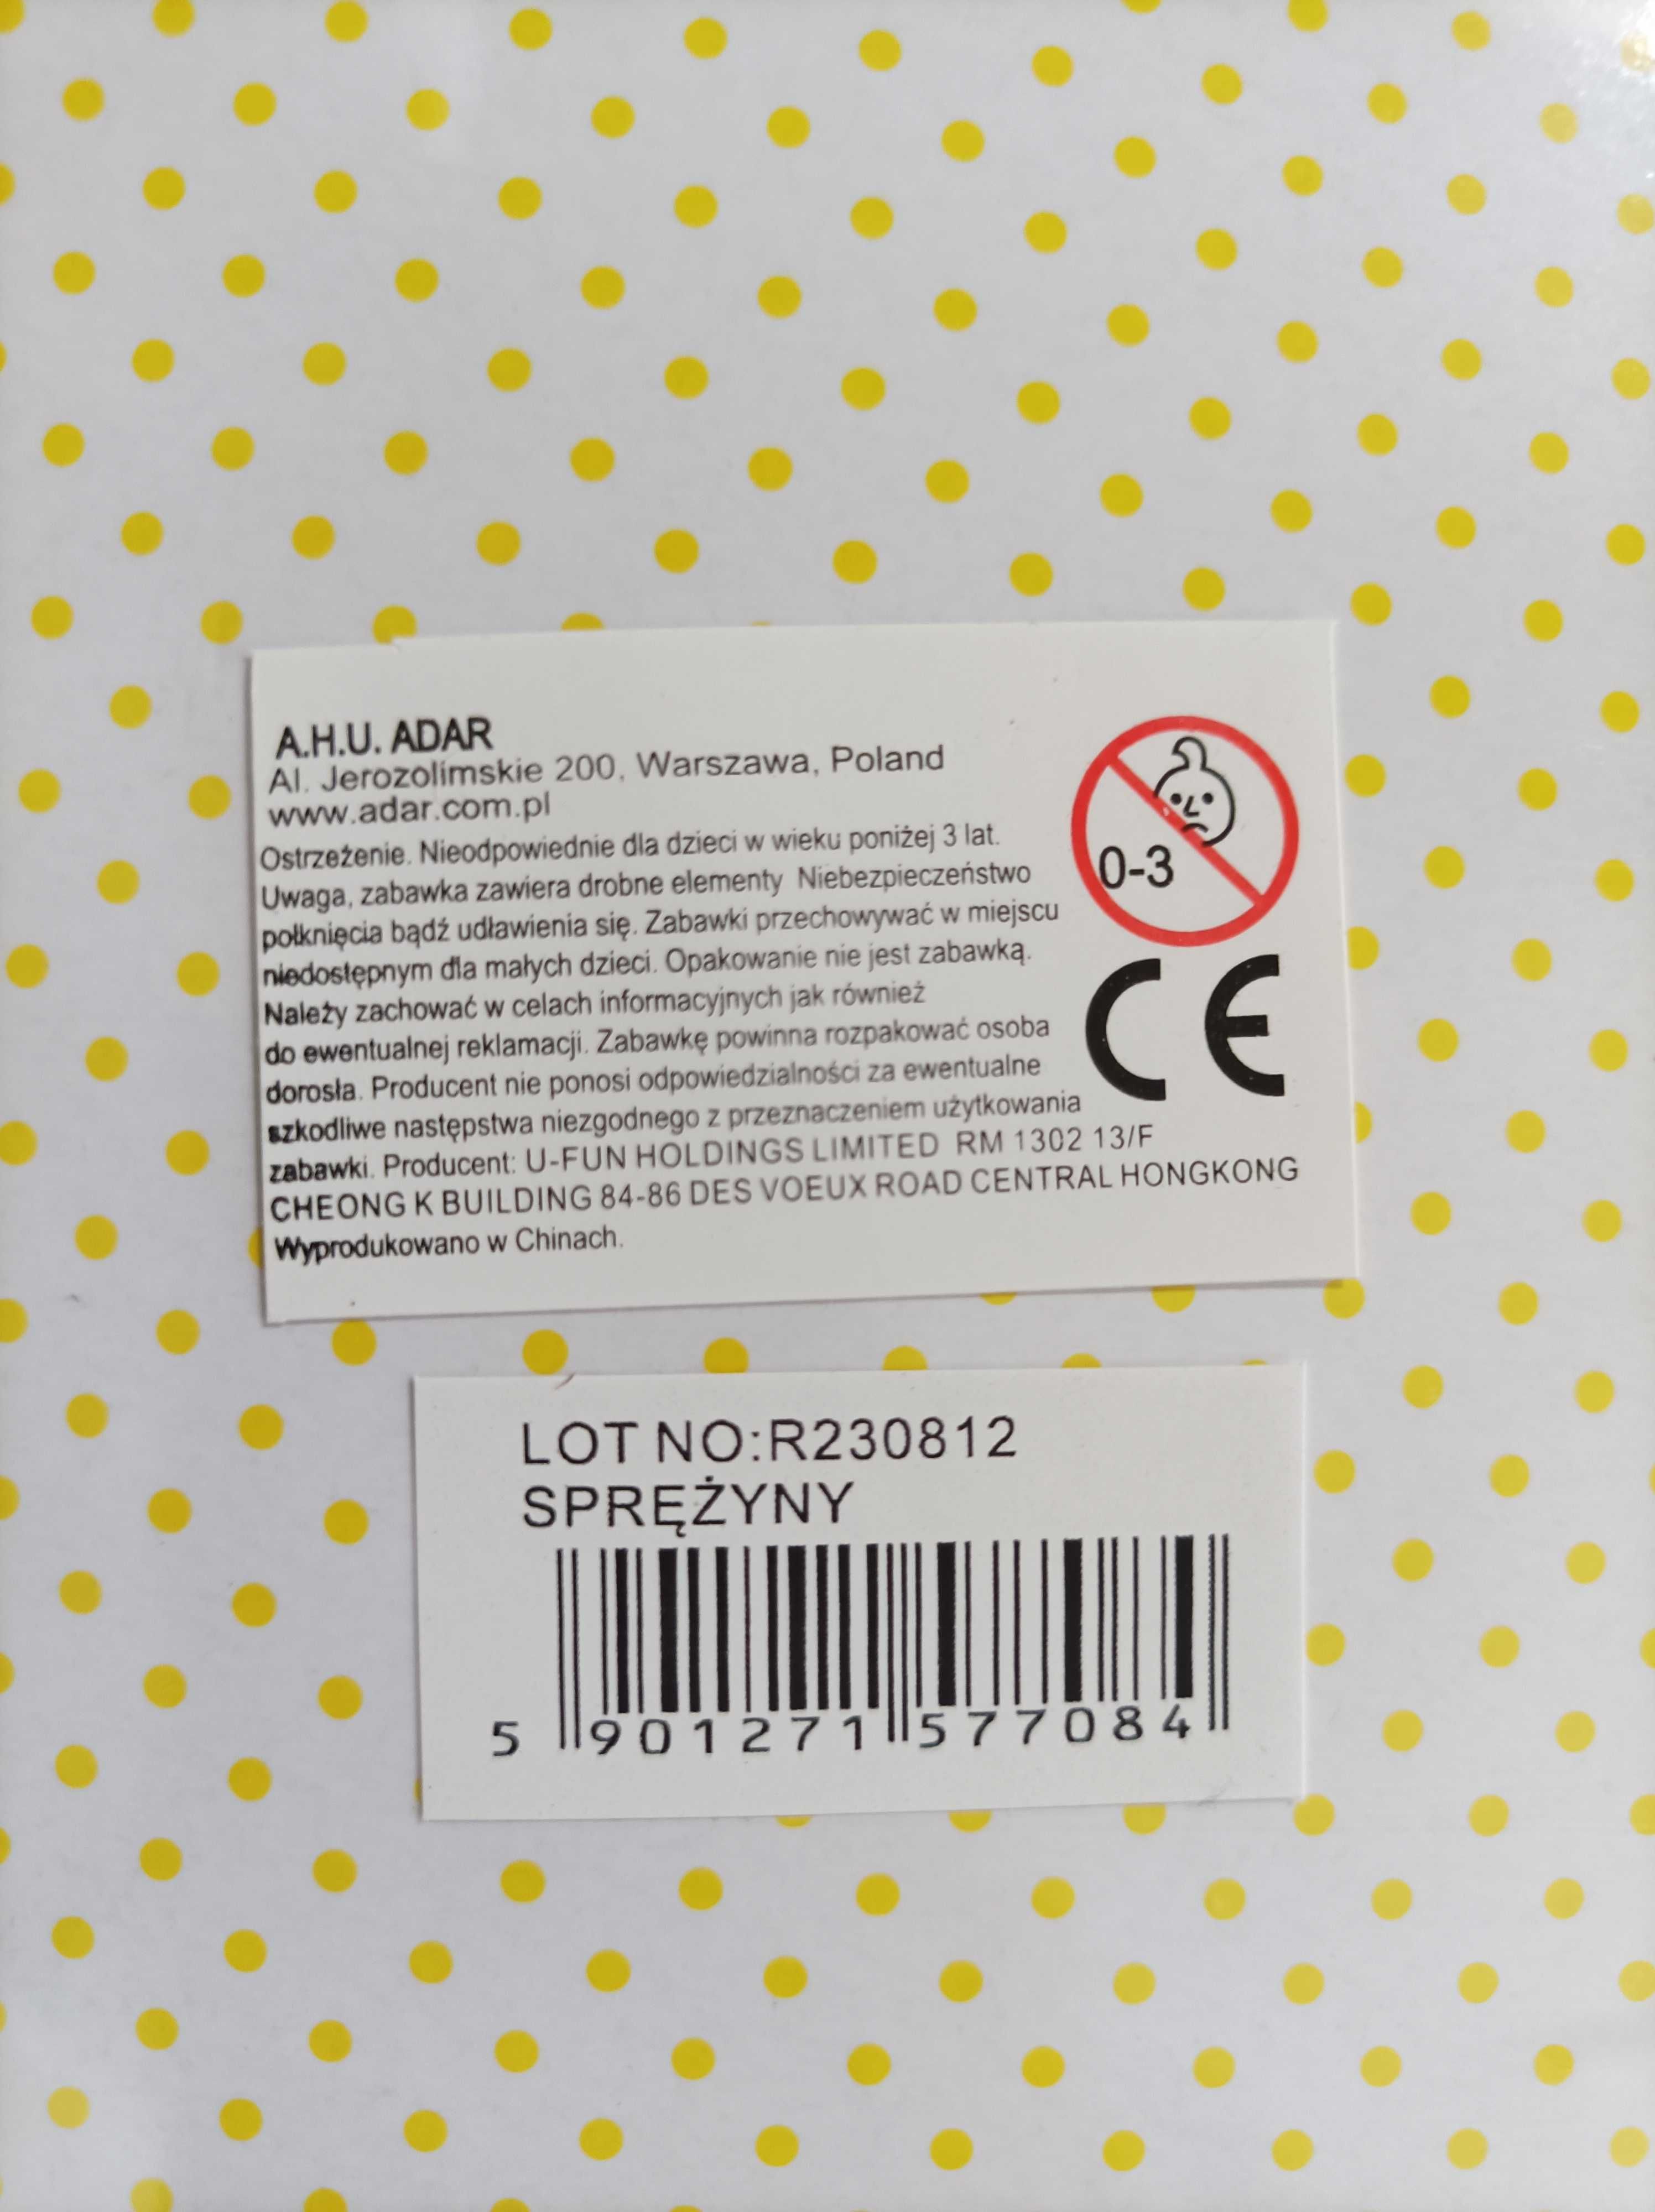 A.H.U. ADAR
Al. Jerozolimskie 200, Warszawa, Poland
www.adar.com.pl
Ostrzeżenie. Nieodpowiednie dla dzieci w wieku poniżej 3 lat.
Uwaga, zabawka zawiera drobne elementy Niebezpieczeństwo
połknięcia bądź udławienia się. Zabawki przechowywać w miejscu
niedostępnym dla małych dzieci. Opakowanie nie jest zabawką.
Należy zachować w celach informacyjnych jak również
do ewentualnej reklamacji. Zabawkę powinna rozpakować osoba
dorosła. Producent nie ponosi odpowiedzialności za ewentualne
szkodliwe następstwa niezgodnego z przeznaczeniem użytkowania
zabawki. Producent: U-FUN HOLDINGS LIMITED RM 1302 13/F
CHEONG K BUILDING 84-86 DES VOEUX ROAD CENTRAL HONGKONG
Wyprodukowano w Chinach.
0-3
CE
LOT NO:R230812
SPRĘŻYNY
5 901271 577084